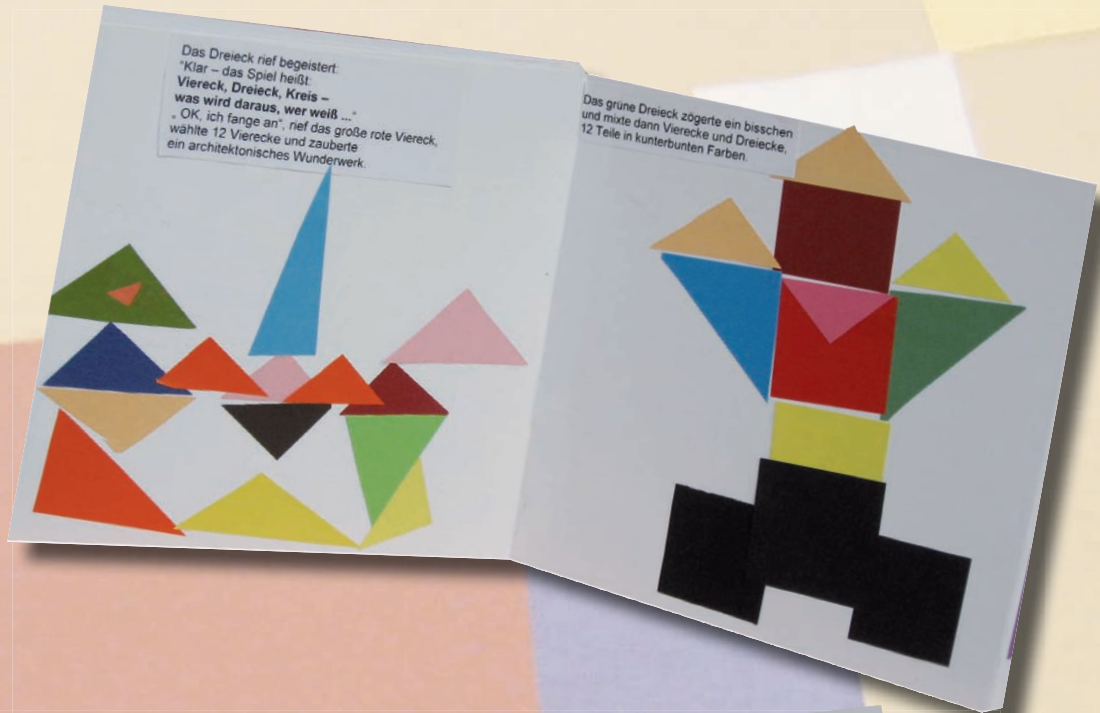 Das Dreieck rief begeistert:
"Klar – das Spiel heißt:
Viereck, Dreieck, Kreis –
was wird daraus, wer weiß ..."
„ OK, ich fange an", rief das große rote Viereck,
wählte 12 Vierecke und zauberte
ein architektonisches Wunderwerk.
Das grüne Dreieck zögerte ein bisschen
und mixte dann Vierecke und Dreiecke,
12 Teile in kunterbunten Farben.